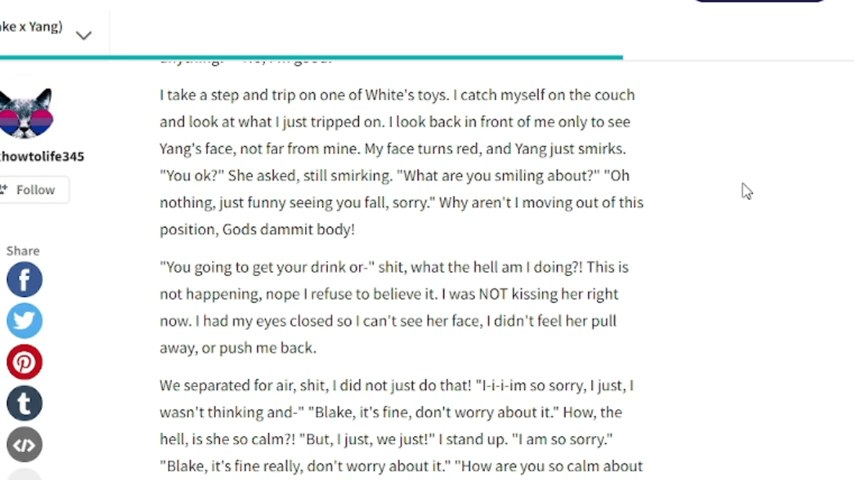 ke x Yang)
anything." "No, I'm good."
I take a step and trip on one of White's toys. I catch myself on the couch
and look at what I just tripped on. I look back in front of me only to see
Yang's face, not far from mine. My face turns red, and Yang just smirks.
"You ok?" She asked, still smirking. "What are you smiling about?" "Oh
nothing, just funny seeing you fall, sorry." Why aren't I moving out of this
position, Gods dammit body!
"You going to get your drink or-" shit, what the hell am I doing?! This is
not happening, nope I refuse to believe it. I was NOT kissing her right
now. I had my eyes closed so I can't see her face, I didn't feel her pull
away, or push me back.
We separated for air, shit, I did not just do that! "I-i-i-im so sorry, I just, I
wasn't thinking and-" "Blake, it's fine, don't worry about it." How, the
hell, is she so calm?! "But, I just, we just!" I stand up. "I am so sorry."
"Blake, it's fine really, don't worry about it." "How are you so calm about
howtolife345
Follow
Share